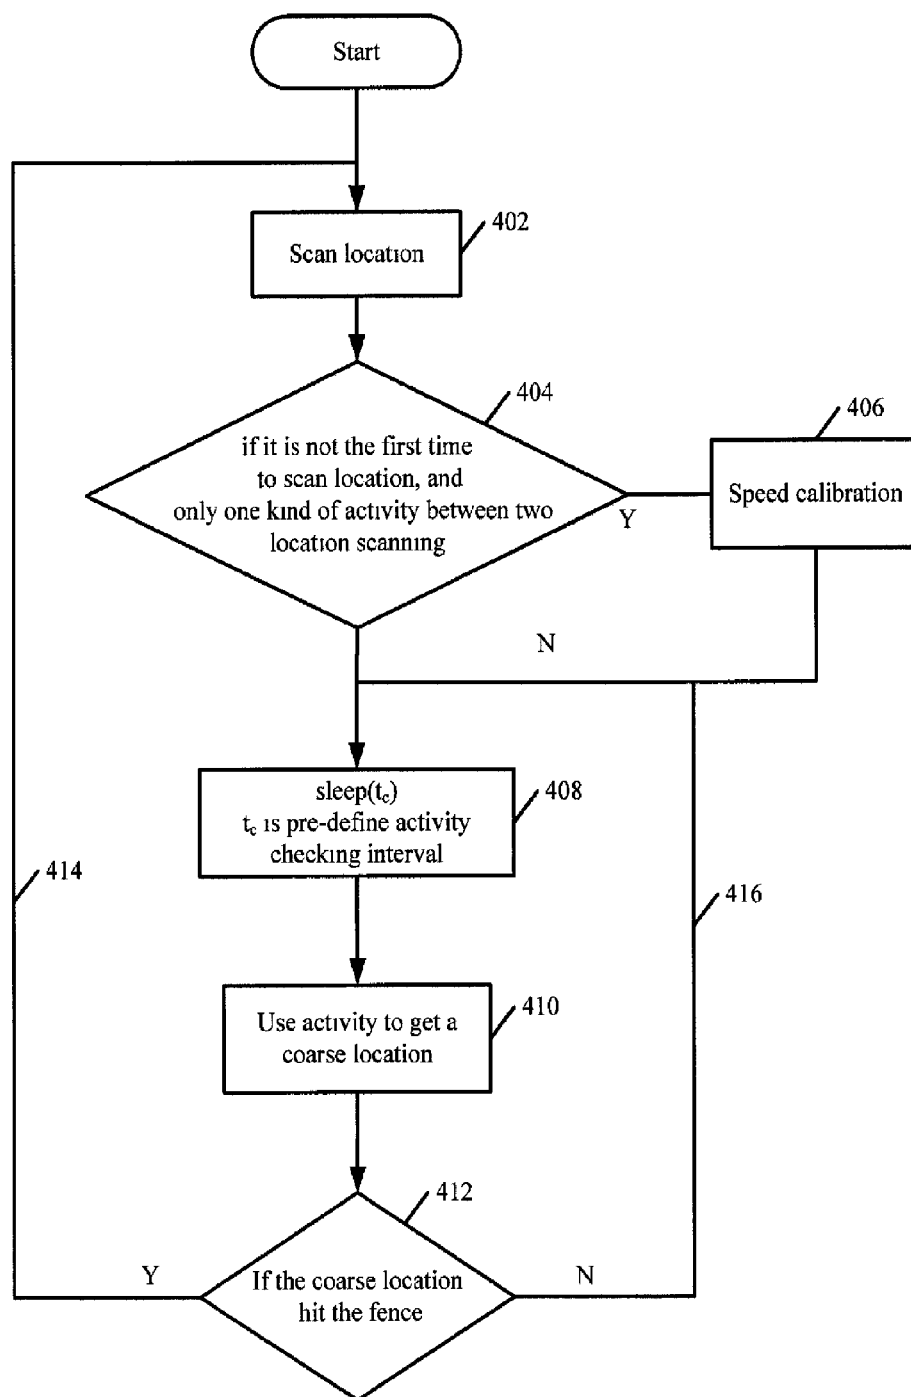 Start
402
Scan location
404
if it is not the first time
to scan location, and
only one kind of activity between two
location scanning
Y
406
Speed calibration
N
sleep(tc)
tc is pre-define activity
checking interval
408
414
416
Use activity to get a
coarse location
410
412
If the coarse location
hit the fence
Y
N